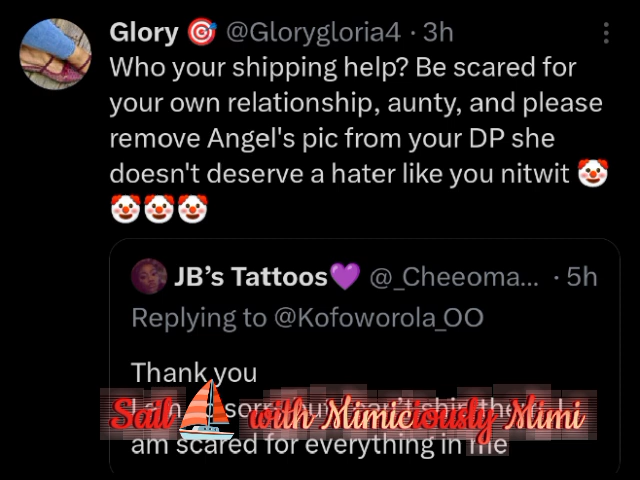 Glory 🎯 @Glorygloria4 · 3h
Who your shipping help? Be scared for
your own relationship, aunty, and please
remove Angel's pic from your DP she
doesn't deserve a hater like you nitwit 🤡
🤡🤡🤡
JB's Tattoos💜 @_Cheeoma... · 5h
Replying to @Kofoworola_OO
Thank you
Sail⛵ with Mimiciously Mimi
am scared for everything in me